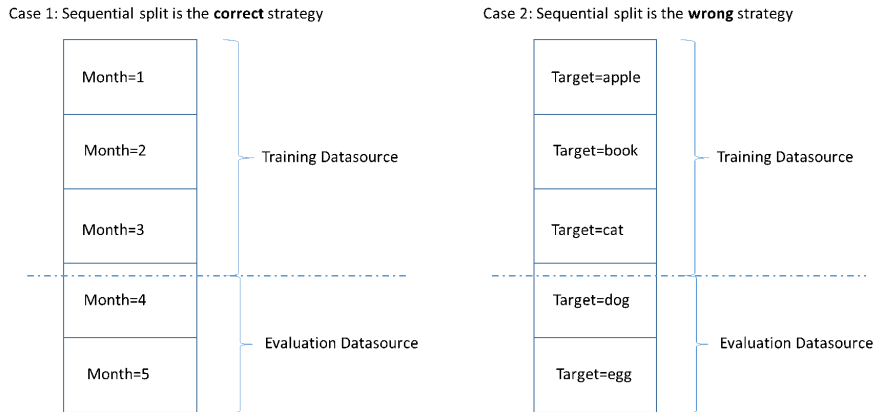 Case 1: Sequential split is the correct strategy
Month=1
Month=2
Month=3
Month=4
Month=5
Training Datasource
Evaluation Datasource
Case 2: Sequential split is the wrong strategy
Target=apple
Target=book
Target=cat
Target=dog
Target=egg
Training Datasource
Evaluation Datasource